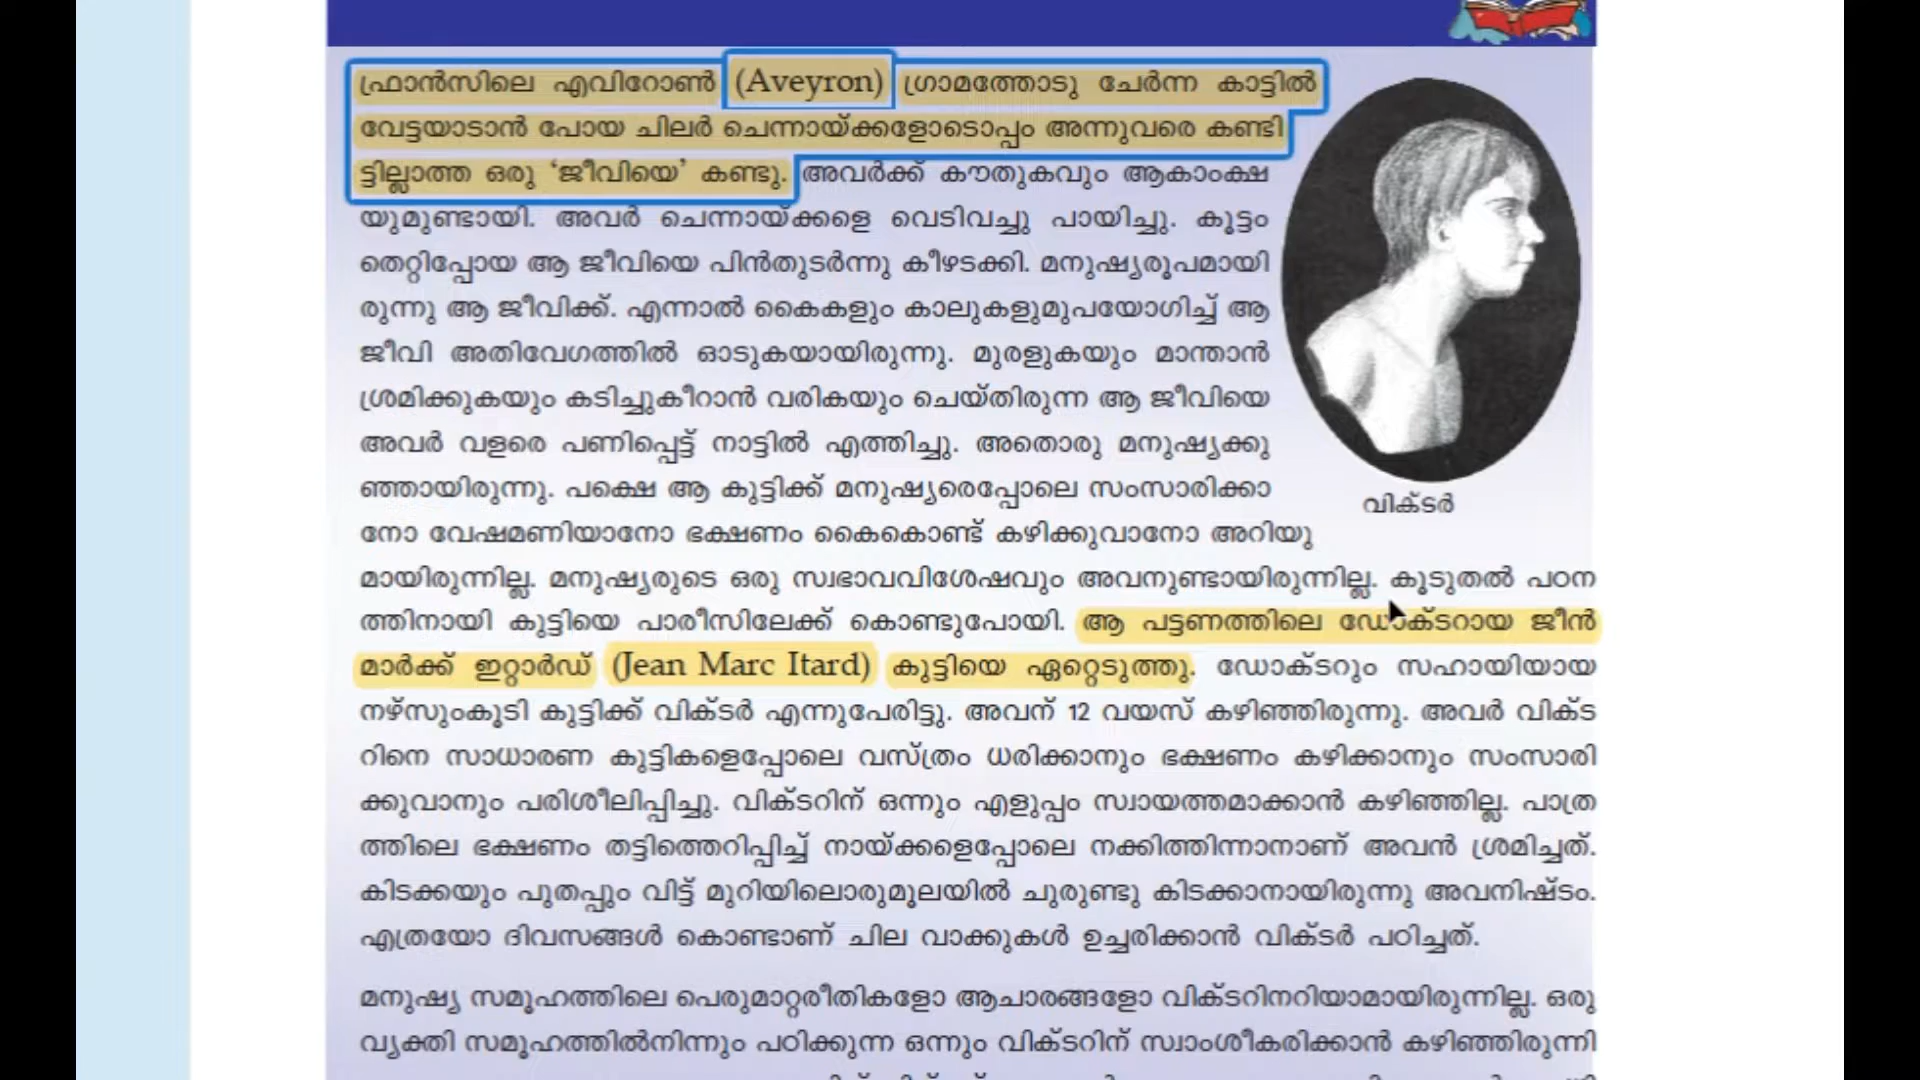 ഫ്രാൻസിലെ എവിറോൺ (Aveyron) ഗ്രാമത്തോടു ചേർന്ന കാട്ടിൽ
വേട്ടയാടാൻ പോയ ചിലർ ചെന്നായ്ക്കളോടൊപ്പം അന്നുവരെ കണ്ടി
ട്ടില്ലാത്ത ഒരു ‘ജീവിയെ’ കണ്ടു. അവർക്ക് കൗതുകവും ആകാംക്ഷ
യുമുണ്ടായി. അവർ ചെന്നായ്ക്കളെ വെടിവച്ചു പായിച്ചു. കൂട്ടം
തെറ്റിപ്പോയ ആ ജീവിയെ പിൻതുടർന്നു കീഴടക്കി. മനുഷ്യരൂപമായി
രുന്നു ആ ജീവിക്ക്. എന്നാൽ കൈകളും കാലുകളുമുപയോഗിച്ച് ആ
ജീവി അതിവേഗത്തിൽ ഓടുകയായിരുന്നു. മുരളുകയും മാന്താൻ
ശ്രമിക്കുകയും കടിച്ചുകീറാൻ വരികയും ചെയ്തിരുന്ന ആ ജീവിയെ
അവർ വളരെ പണിപ്പെട്ട് നാട്ടിൽ എത്തിച്ചു. അതൊരു മനുഷ്യക്കു
ഞ്ഞായിരുന്നു. പക്ഷെ ആ കുട്ടിക്ക് മനുഷ്യരെപ്പോലെ സംസാരിക്കാ
നോ വേഷമണിയാനോ ഭക്ഷണം കൈകൊണ്ട് കഴിക്കുവാനോ അറിയു
വിക്ടർ
മായിരുന്നില്ല. മനുഷ്യരുടെ ഒരു സ്വഭാവവിശേഷവും അവനുണ്ടായിരുന്നില്ല. കൂടുതൽ പഠന
ത്തിനായി കുട്ടിയെ പാരീസിലേക്ക് കൊണ്ടുപോയി. ആ പട്ടണത്തിലെ ഡോക്ടറായ ജീൻ
മാർക്ക് ഇറ്റാർഡ് (Jean Marc Itard) കുട്ടിയെ ഏറ്റെടുത്തു. ഡോക്ടറും സഹായിയായ
നഴ്സുംകൂടി കുട്ടിക്ക് വിക്ടർ എന്നുപേരിട്ടു. അവന് 12 വയസ് കഴിഞ്ഞിരുന്നു. അവർ വിക്ട
റിനെ സാധാരണ കുട്ടികളെപ്പോലെ വസ്ത്രം ധരിക്കാനും ഭക്ഷണം കഴിക്കാനും സംസാരി
ക്കുവാനും പരിശീലിപ്പിച്ചു. വിക്ടറിന് ഒന്നും എളുപ്പം സ്വായത്തമാക്കാൻ കഴിഞ്ഞില്ല. പാത്ര
ത്തിലെ ഭക്ഷണം തട്ടിത്തെറിപ്പിച്ച് നായ്ക്കളെപ്പോലെ നക്കിത്തിന്നാനാണ് അവൻ ശ്രമിച്ചത്.
കിടക്കയും പുതപ്പും വിട്ട് മുറിയിലൊരുമൂലയിൽ ചുരുണ്ടു കിടക്കാനായിരുന്നു അവനിഷ്ടം.
എത്രയോ ദിവസങ്ങൾ കൊണ്ടാണ് ചില വാക്കുകൾ ഉച്ചരിക്കാൻ വിക്ടർ പഠിച്ചത്.
മനുഷ്യ സമൂഹത്തിലെ പെരുമാറ്റരീതികളോ ആചാരങ്ങളോ വിക്ടറിനറിയാമായിരുന്നില്ല. ഒരു
വ്യക്തി സമൂഹത്തിൽനിന്നും പഠിക്കുന്ന ഒന്നും വിക്ടറിന് സ്വാംശീകരിക്കാൻ കഴിഞ്ഞിരുന്നി